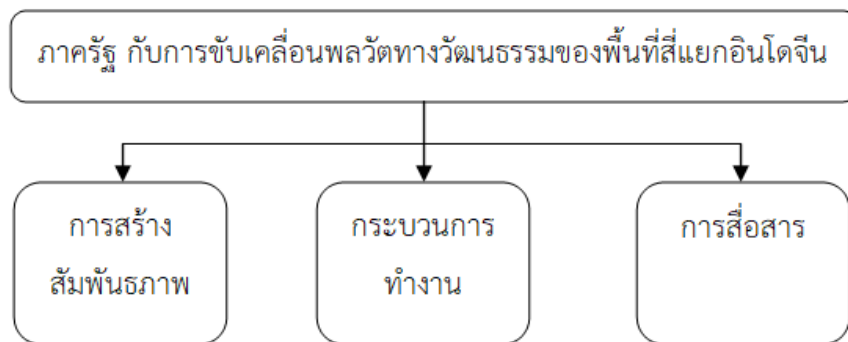 ภาครัฐ กับการขับเคลื่อนพลวัตทางวัฒนธรรมของพื้นที่สี่แยกอินโดจีน
การสร้าง
สัมพันธภาพ
กระบวนการ
ทำงาน
การสื่อสาร